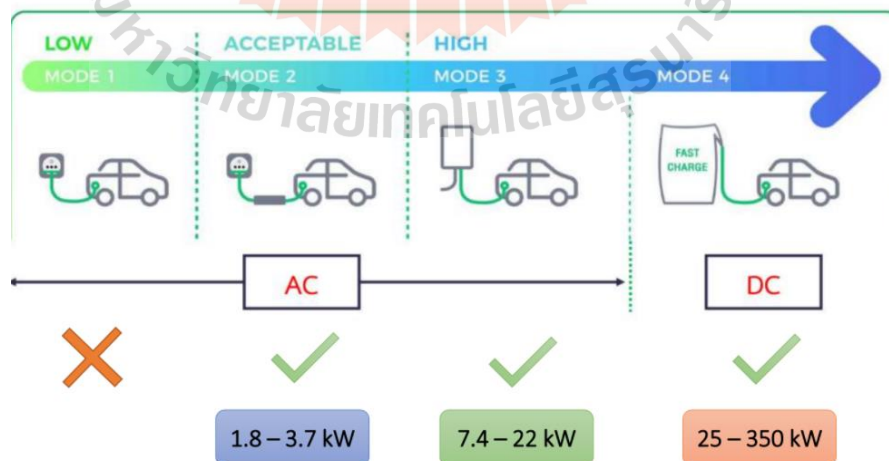 LOW ACCEPTABLE HIGH
MODE 1 MODE 2 MODE 3 MODE 4
FAST
CHARGE
AC DC
1.8 – 3.7 kW 7.4 – 22 kW 25 – 350 kW